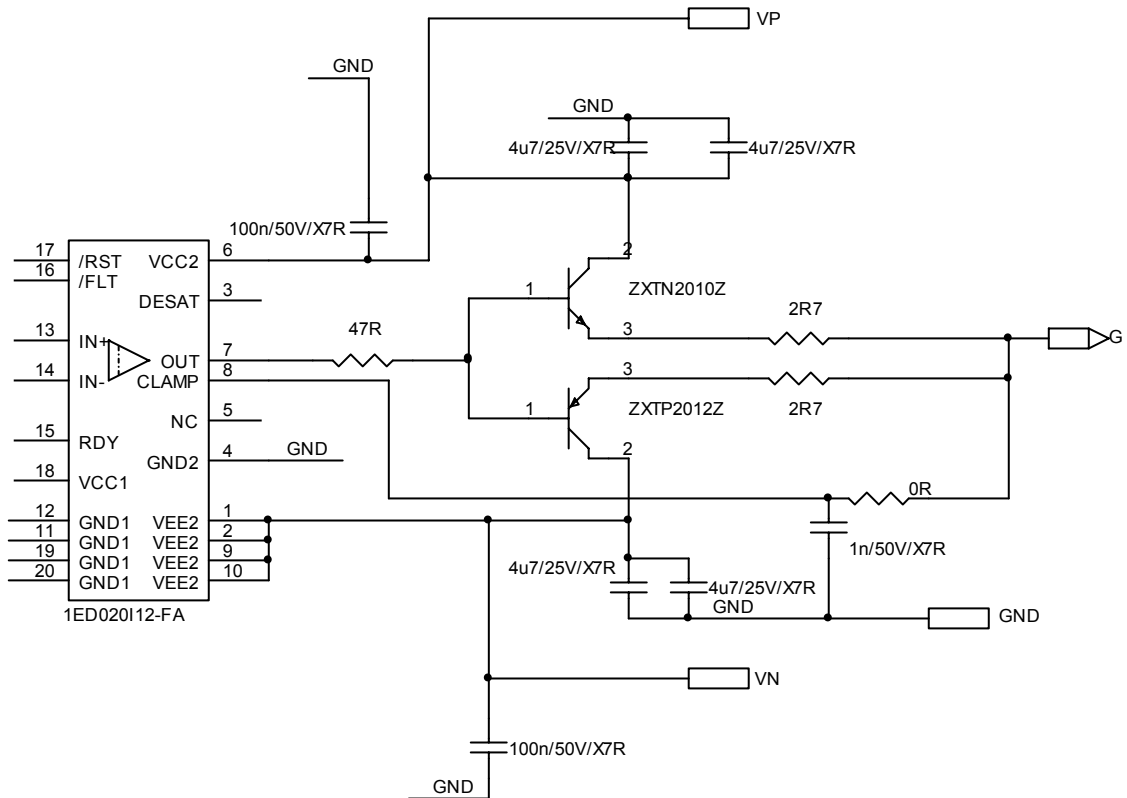 VP
GND
GND
4u7/25V/X7R
4u7/25V/X7R
100n/50V/X7R
17
/RST
VCC2
6
16
/FLT
DESAT
3
2
1
ZXTN2010Z
3
2R7
13
IN+
47R
OUT
7
G
14
IN-
CLAMP
8
3
2R7
1
ZXTP2012Z
2
NC
5
15
RDY
GND2
4
GND
18
VCC1
0R
12
GND1
VEE2
1
11
GND1
VEE2
2
19
GND1
VEE2
9
20
GND1
VEE2
10
1n/50V/X7R
4u7/25V/X7R
4u7/25V/X7R
GND
GND
1ED020I12-FA
VN
100n/50V/X7R
GND